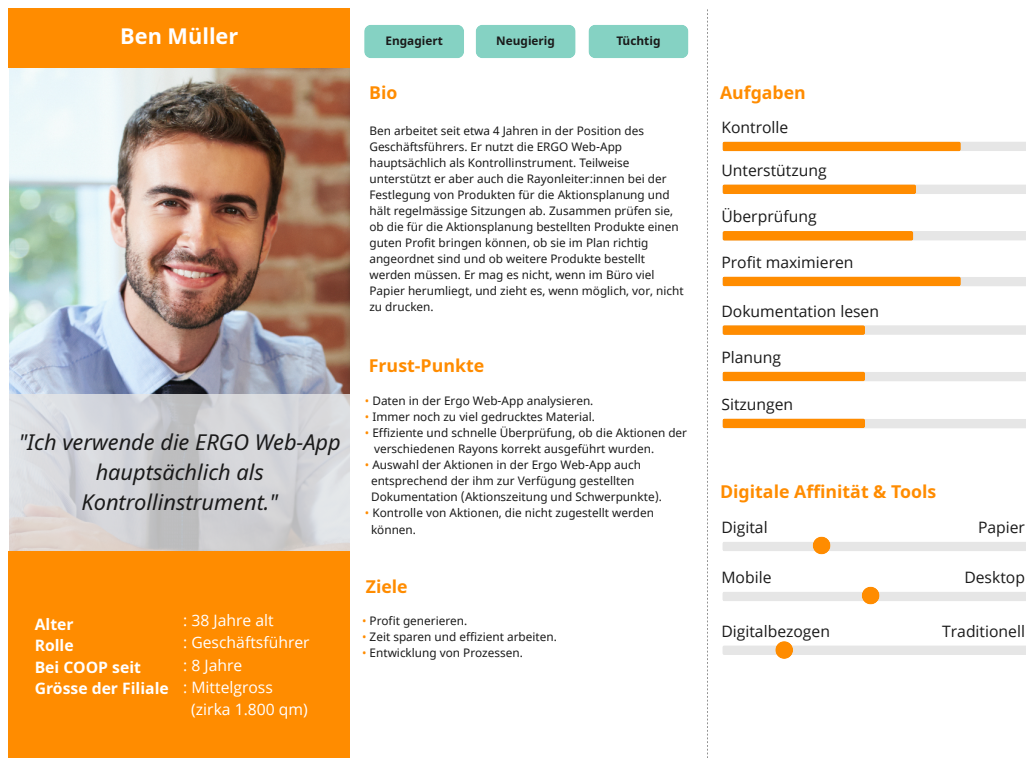 Ben Müller
"Ich verwende die ERGO Web-App
hauptsächlich als
Kontrollinstrument."
Alter : 38 Jahre alt
Rolle : Geschäftsführer
Bei COOP seit : 8 Jahre
Grösse der Filiale : Mittelgross
(zirka 1.800 qm)
Engagiert Neugierig Tüchtig
Bio
Ben arbeitet seit etwa 4 Jahren in der Position des
Geschäftsführers. Er nutzt die ERGO Web-App
hauptsächlich als Kontrollinstrument. Teilweise
unterstützt er aber auch die Rayonleiter:innen bei der
Festlegung von Produkten für die Aktionsplanung und
hält regelmässige Sitzungen ab. Zusammen prüfen sie,
ob die für die Aktionsplanung bestellten Produkte einen
guten Profit bringen können, ob sie im Plan richtig
angeordnet sind und ob weitere Produkte bestellt
werden müssen. Er mag es nicht, wenn im Büro viel
Papier herumliegt, und zieht es, wenn möglich, vor, nicht
zu drucken.
Frust-Punkte
• Daten in der Ergo Web-App analysieren.
• Immer noch zu viel gedrucktes Material.
• Effiziente und schnelle Überprüfung, ob die Aktionen der
verschiedenen Rayons korrekt ausgeführt wurden.
• Auswahl der Aktionen in der Ergo Web-App auch
entsprechend der ihm zur Verfügung gestellten
Dokumentation (Aktionszeitung und Schwerpunkte).
• Kontrolle von Aktionen, die nicht zugestellt werden
können.
Ziele
• Profit generieren.
• Zeit sparen und effizient arbeiten.
• Entwicklung von Prozessen.
Aufgaben
Kontrolle
Unterstützung
Überprüfung
Profit maximieren
Dokumentation lesen
Planung
Sitzungen
Digitale Affinität & Tools
Digital Papier
Mobile Desktop
Digitalbezogen Traditionell